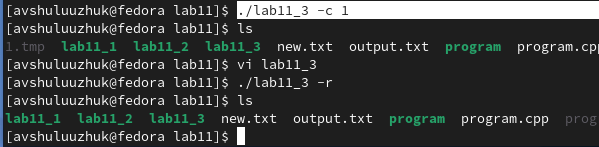 [avshuluuzhuk@fedora lab11]$ ./lab11_3 -c 1
[avshuluuzhuk@fedora lab11]$ ls
1.tmp lab11_1 lab11_2 lab11_3 new.txt output.txt program program.cp
[avshuluuzhuk@fedora lab11]$ vi lab11_3
[avshuluuzhuk@fedora lab11]$ ./lab11_3 -r
[avshuluuzhuk@fedora lab11]$ ls
lab11_1 lab11_2 lab11_3 new.txt output.txt program program.cpp prog
[avshuluuzhuk@fedora lab11]$